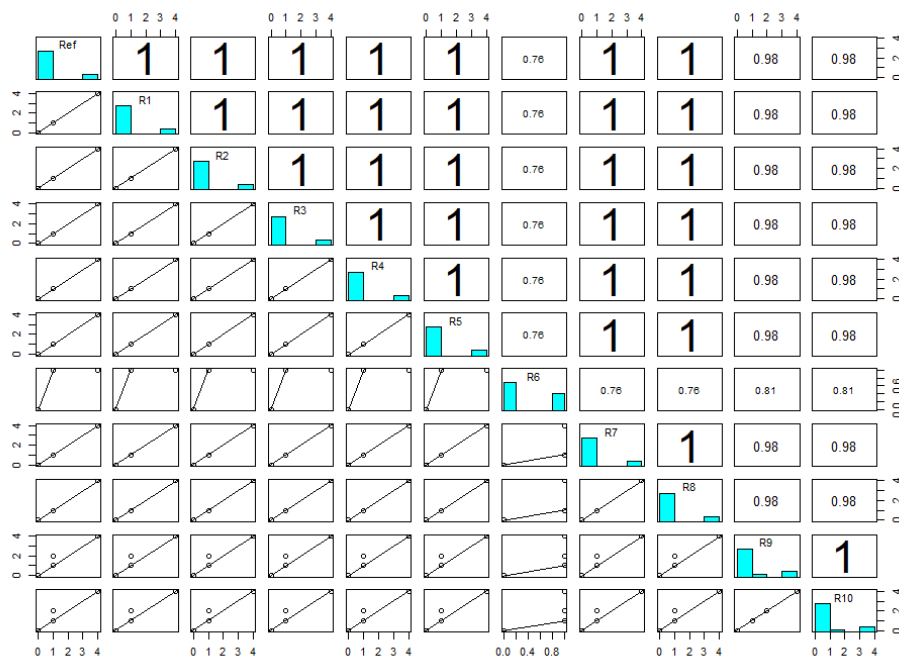 0 1 2 3 4 0 1 2 3 4 0 1 2 3 4 0 1 2 3 4 0 1 2 3 4
Ref 1 1 1 1 1 0.76 1 1 0.98 0.98 0 2 4
0 2 4 R1 1 1 1 1 0.76 1 1 0.98 0.98
R2 1 1 1 0.76 1 1 0.98 0.98 0 2 4
0 2 4 R3 1 1 0.76 1 1 0.98 0.98
R4 1 0.76 1 1 0.98 0.98 0 2 4
0 2 4 R5 0.76 1 1 0.98 0.98
R6 0.76 0.76 0.81 0.81 0.0 0.6
0 2 4 R7 1 0.98 0.98
R8 0.98 0.98 0 2 4
0 2 4 R9 1
R10 0 2 4
0 1 2 3 4 0 1 2 3 4 0 1 2 3 4 0.0 0.4 0.8 0 1 2 3 4 0 1 2 3 4